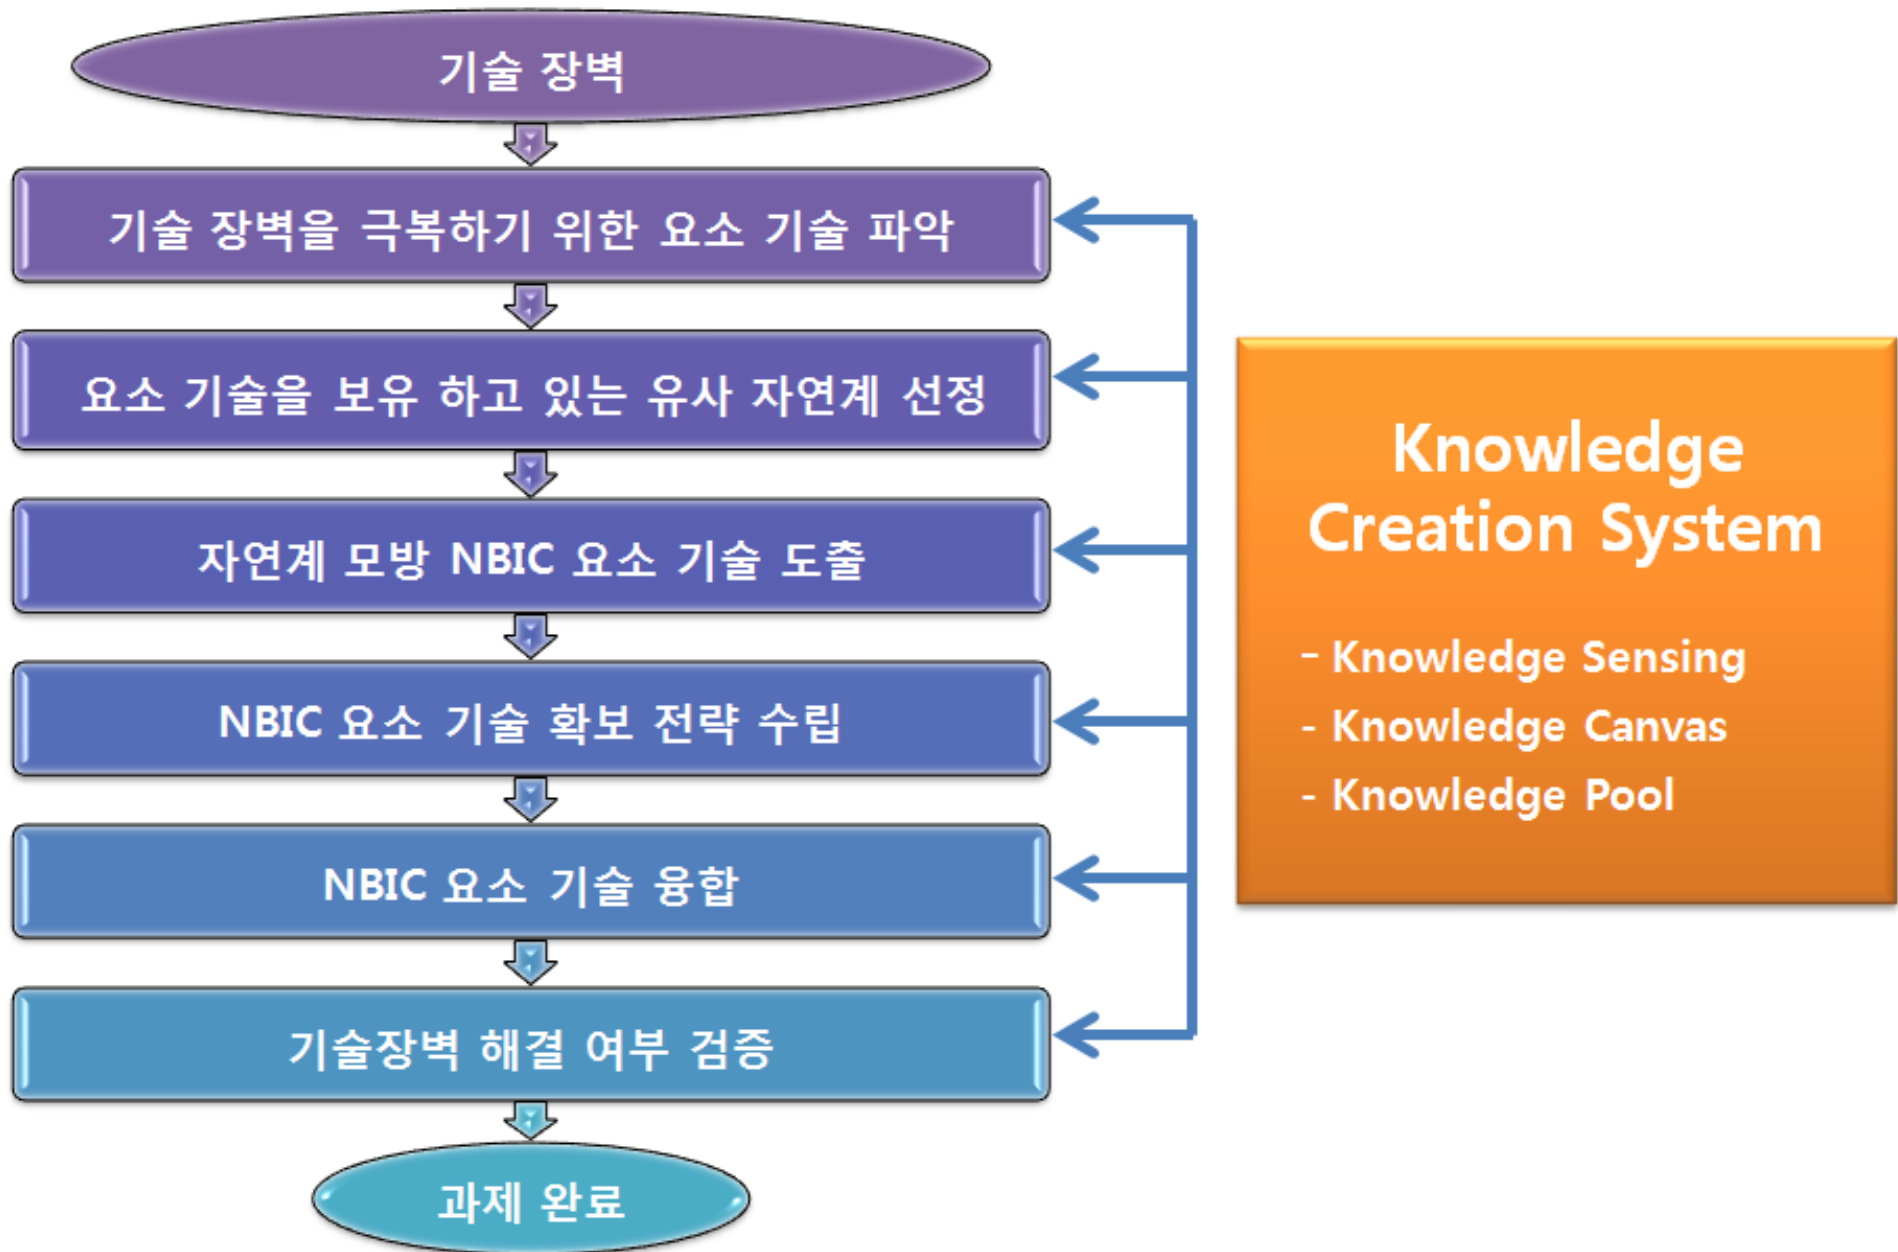 기술 장벽
기술 장벽을 극복하기 위한 요소 기술 파악
요소 기술을 보유 하고 있는 유사 자연계 선정
자연계 모방 NBIC 요소 기술 도출
NBIC 요소 기술 확보 전략 수립
NBIC 요소 기술 융합
기술장벽 해결 여부 검증
과제 완료
Knowledge
Creation System
- Knowledge Sensing
- Knowledge Canvas
- Knowledge Pool